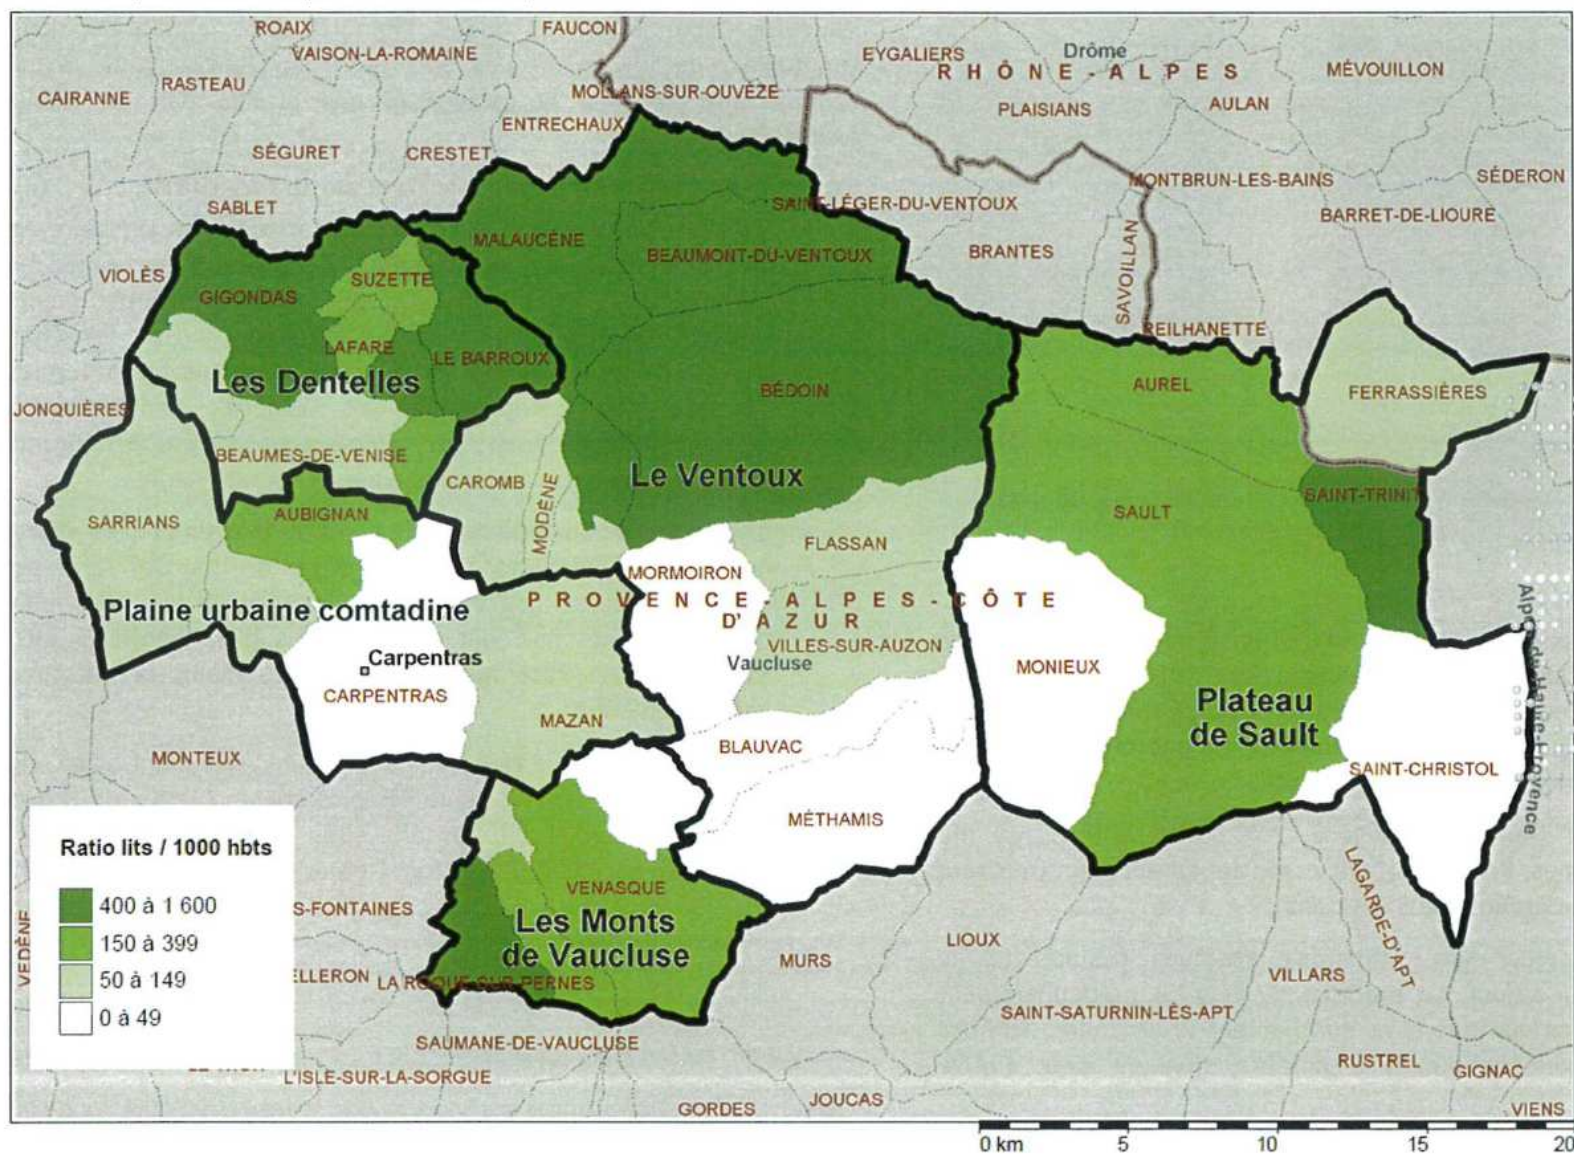 ROAIX
FAUCON
VAISON-LA-ROMAINE
EYGALIERS
Drôme
RHÔNE-ALPES
MÉVOUILLON
RASTEAU
CAIRANNE
MOLLANS-SUR-OUVÈZE
PLAISIANS
AULAN
ENTRECHAUX
SÉGURET
CRESTET
MONTBRUN-LES-BAINS
SÉDERON
SABLET
SAINT-LÉGER-DU-VENTOUX
BARRET-DE-LIOURE
MALAUCÈNE
BEAUMONT-DU-VENTOUX
BRANTES
SAVOILLAN
VIOLÈS
SUZETTE
GIGONDAS
REILHANETTE
LAFARE
LE BARROUX
Les Dentelles
BÉDOIN
AUREL
FERRASSIÈRES
JONQUIÈRES
BEAUMES-DE-VENISE
CAROMB
Le Ventoux
MODÈNE
SAINT-TRINIT
SARRIANS
AUBIGNAN
SAULT
FLASSAN
MORMOIRON
PROVENCE-ALPES-CÔTE
D'AZUR
Plaine urbaine comtadine
VILLES-SUR-AUZON
Vaucluse
Carpentras
MONIEUX
CARPENTRAS
Plateau
de Sault
MAZAN
BLAUVAC
MONTEUX
SAINT-CHRISTOL
MÉTHAMIS
Ratio lits / 1000 hbts
400 à 1 600
150 à 399
50 à 149
0 à 49
VENASQUE
Les Monts
de Vaucluse
S-FONTAINES
VEDÈNE
LAGARDE-D'APT
LIOUX
MURS
ELLERON
LA ROQUE-SUR-PERNES
VILLARS
SAINT-SATURNIN-LÈS-APT
SAUMANE-DE-VAUCLUSE
RUSTREL
GIGNAC
L'ISLE-SUR-LA-SORGUE
JOUCAS
GORDES
VIENS
0 km 5 10 15 20